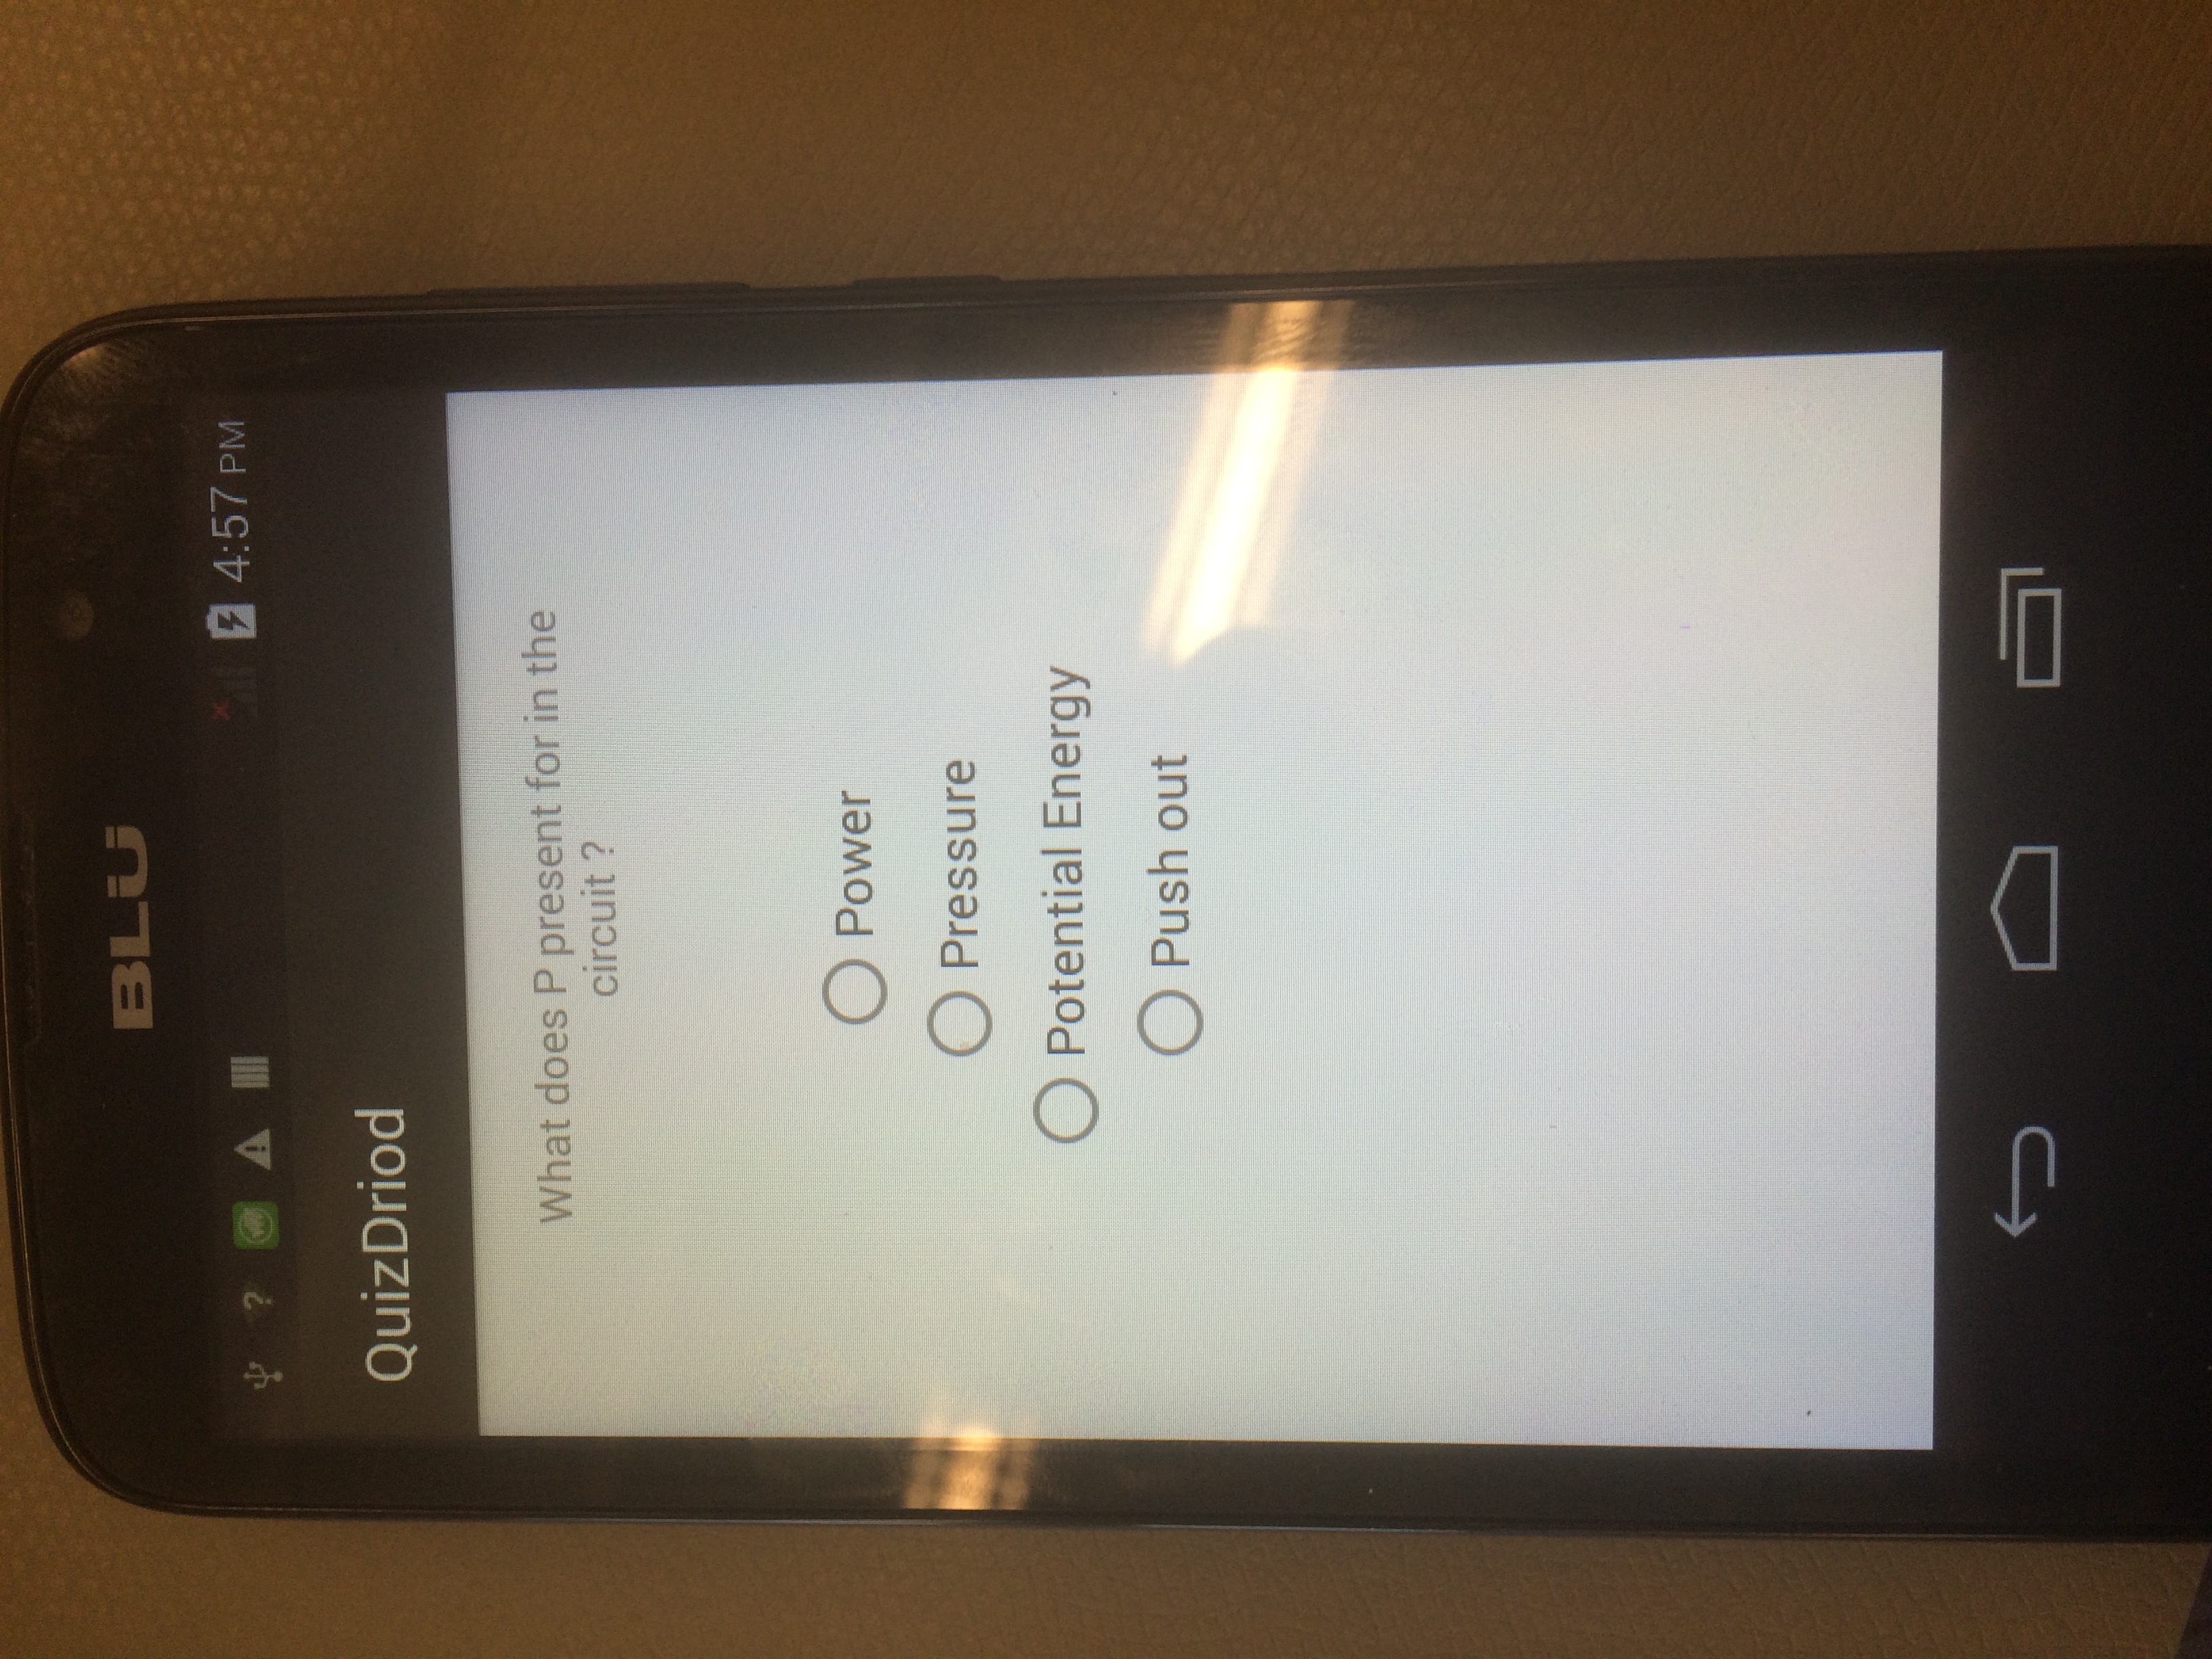 BLU
? 4:57 PM
QuizDriod
What does P present for in the
circuit ?
Power
Pressure
Potential Energy
Push out